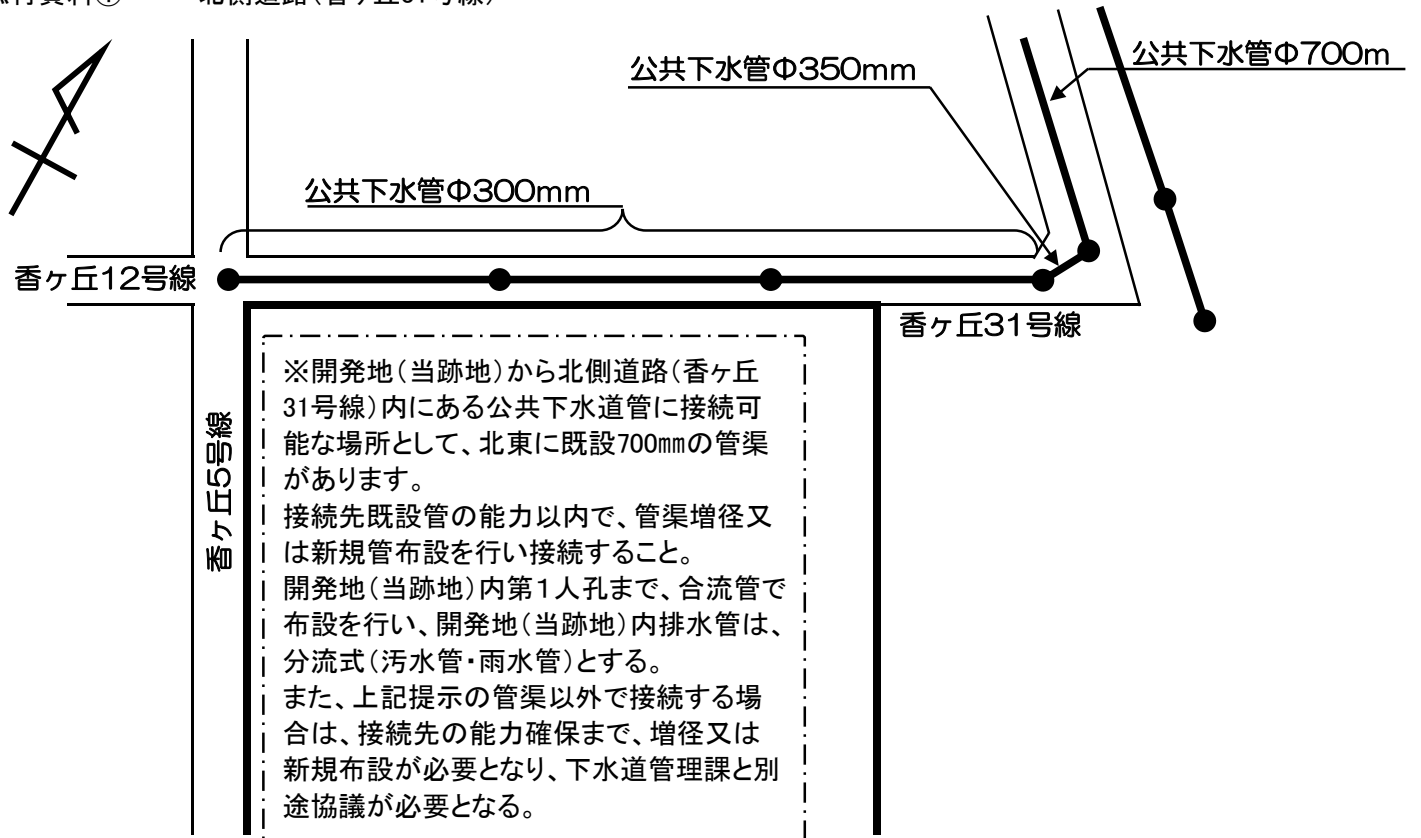 北側道路(香ヶ丘31号線)
公共下水管Φ350mm
公共下水管Φ700m
公共下水管Φ300mm
香ヶ丘12号線
香ヶ丘31号線
香ヶ丘5号線
※開発地(当跡地)から北側道路(香ヶ丘
31号線)内にある公共下水道管に接続可
能な場所として、北東に既設700㎜の管渠
があります。
接続先既設管の能力以内で、管渠増径又
は新規管布設を行い接続すること。
開発地(当跡地)内第1人孔まで、合流管で
布設を行い、開発地(当跡地)内排水管は、
分流式(汚水管・雨水管)とする。
また、上記提示の管渠以外で接続する場
合は、接続先の能力確保まで、増径又は
新規布設が必要となり、下水道管理課と別
途協議が必要となる。